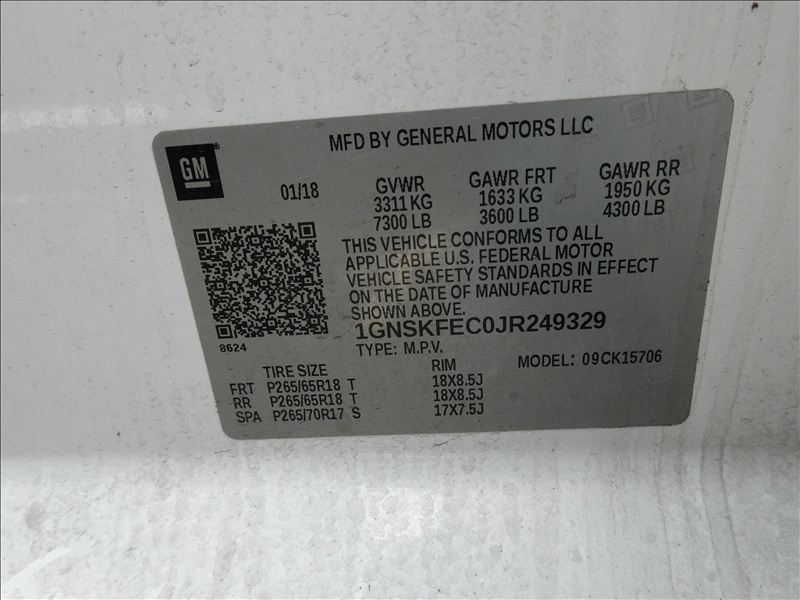 MFD BY GENERAL MOTORS LLC
GM ®
01/18 GVWR GAWR FRT GAWR RR
3311 KG 1633 KG 1950 KG
7300 LB 3600 LB 4300 LB
THIS VEHICLE CONFORMS TO ALL
APPLICABLE U.S. FEDERAL MOTOR
VEHICLE SAFETY STANDARDS IN EFFECT
ON THE DATE OF MANUFACTURE
SHOWN ABOVE.
1GNSKFEC0JR249329
8624
TYPE: M.P.V. MODEL: 09CK15706
TIRE SIZE RIM
FRT P265/65R18 T 18X8.5J
RR P265/65R18 T 18X8.5J
SPA P265/70R17 S 17X7.5J